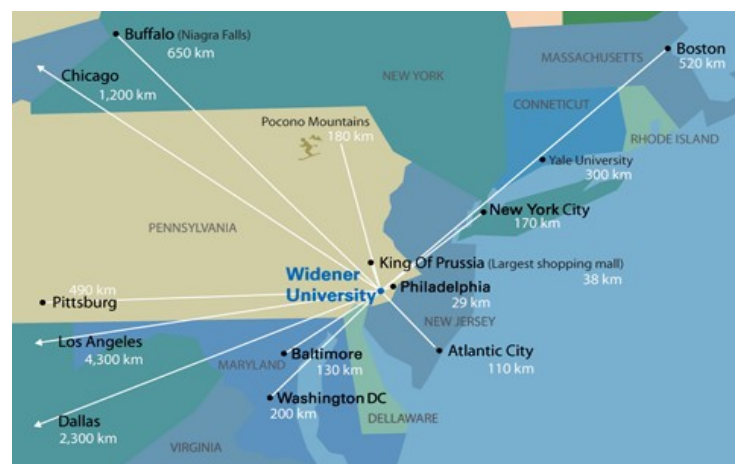 Buffalo (Niagra Falls)
650 km
Boston
520 km
MASSACHUSETTS
Chicago
1,200 km
NEW YORK
CONNETICUT
Pocono Mountains
180 km
RHODE ISLAND
Yale University
300 km
New York City
170 km
PENNSYLVANIA
King Of Prussia (Largest shopping mall)
38 km
Widener
University
Philadelphia
29 km
490 km
Pittsburg
NEW JERSEY
Los Angeles
4,300 km
MARYLAND
Baltimore
130 km
Atlantic City
110 km
Washington DC
200 km
Dallas
2,300 km
DELLAWARE
VIRGINIA